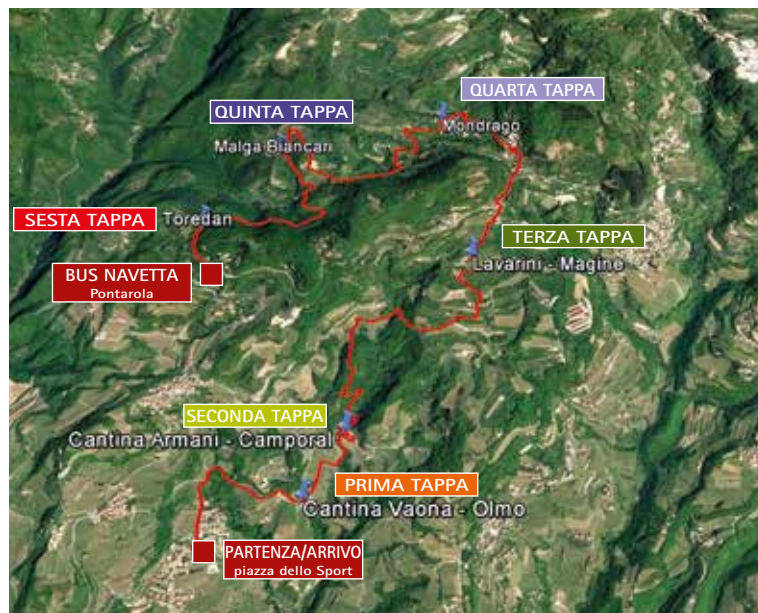 QUARTA TAPPA
QUINTA TAPPA
Mondrago
Malga Biancari
SESTA TAPPA
Toredan
TERZA TAPPA
BUS NAVETTA
Pontarola
Lavarini - Magine
SECONDA TAPPA
Cantina Armani - Camporal
PRIMA TAPPA
Cantina Vaona - Olmo
PARTENZA/ARRIVO
piazza dello Sport